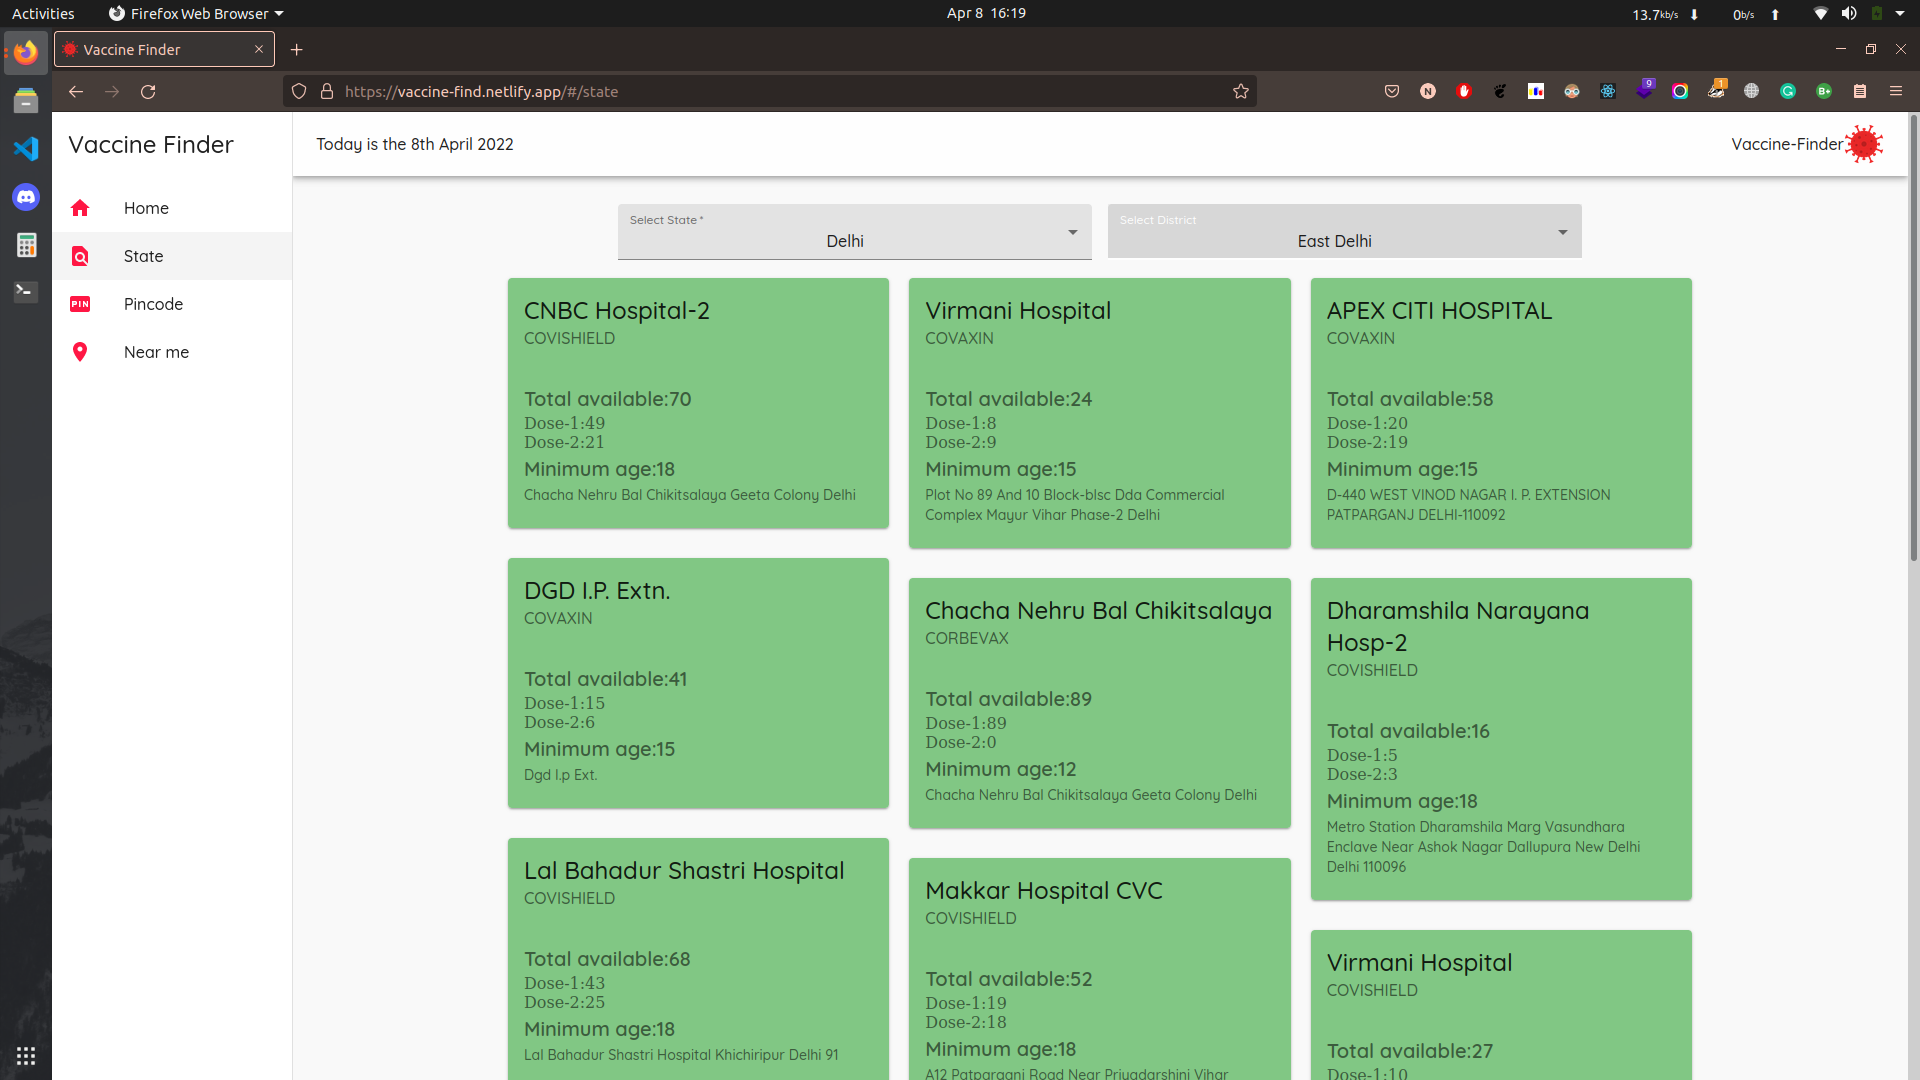 Activities
Firefox Web Browser
Apr 8 16:19
13.7kb/s
0b/s
Vaccine Finder
https://vaccine-find.netlify.app/#/state
9
1
Vaccine Finder
Home
State
PIN
Pincode
Near me
Today is the 8th April 2022
Vaccine-Finder
Select State *
Delhi
Select District
East Delhi
CNBC Hospital-2
COVISHIELD
Total available:70
Dose-1:49
Dose-2:21
Minimum age:18
Chacha Nehru Bal Chikitsalaya Geeta Colony Delhi
DGD I.P. Extn.
COVAXIN
Total available:41
Dose-1:15
Dose-2:6
Minimum age:15
Dgd I.p Ext.
Lal Bahadur Shastri Hospital
COVISHIELD
Total available:68
Dose-1:43
Dose-2:25
Minimum age:18
Lal Bahadur Shastri Hospital Khichiripur Delhi 91
Virmani Hospital
COVAXIN
Total available:24
Dose-1:8
Dose-2:9
Minimum age:15
Plot No 89 And 10 Block-blsc Dda Commercial
Complex Mayur Vihar Phase-2 Delhi
Chacha Nehru Bal Chikitsalaya
CORBEVAX
Total available:89
Dose-1:89
Dose-2:0
Minimum age:12
Chacha Nehru Bal Chikitsalaya Geeta Colony Delhi
Makkar Hospital CVC
COVISHIELD
Total available:52
Dose-1:19
Dose-2:18
Minimum age:18
A12 Patparganj Road Near Priyadarshini Vihar
APEX CITI HOSPITAL
COVAXIN
Total available:58
Dose-1:20
Dose-2:19
Minimum age:15
D-440 WEST VINOD NAGAR I. P. EXTENSION
PATPARGANJ DELHI-110092
Dharamshila Narayana
Hosp-2
COVISHIELD
Total available:16
Dose-1:5
Dose-2:3
Minimum age:18
Metro Station Dharamshila Marg Vasundhara
Enclave Near Ashok Nagar Dallupura New Delhi
Delhi 110096
Virmani Hospital
COVISHIELD
Total available:27
Dose-1:10